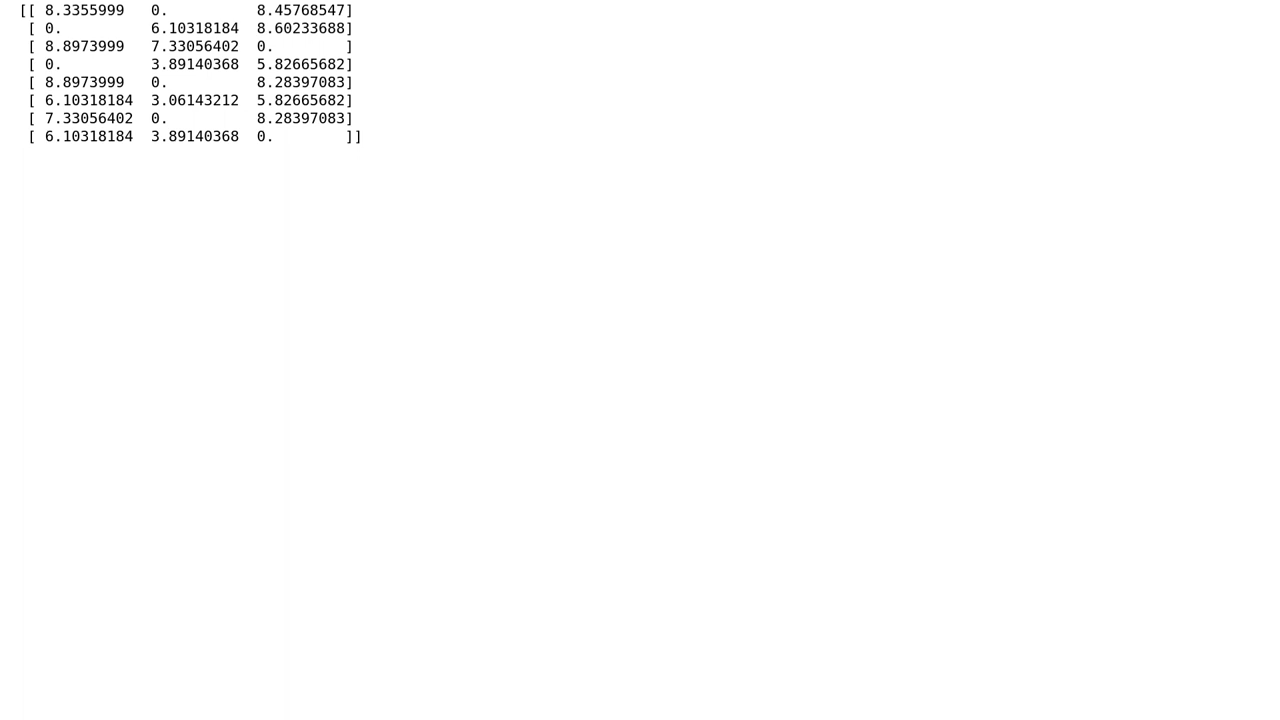 [[ 8.3355999   0.          8.45768547]
 [ 0.          6.10318184  8.60233688]
 [ 8.8973999   7.33056402  0.        ]
 [ 0.          3.89140368  5.82665682]
 [ 8.8973999   0.          8.28397083]
 [ 6.10318184  3.06143212  5.82665682]
 [ 7.33056402  0.          8.28397083]
 [ 6.10318184  3.89140368  0.        ]]